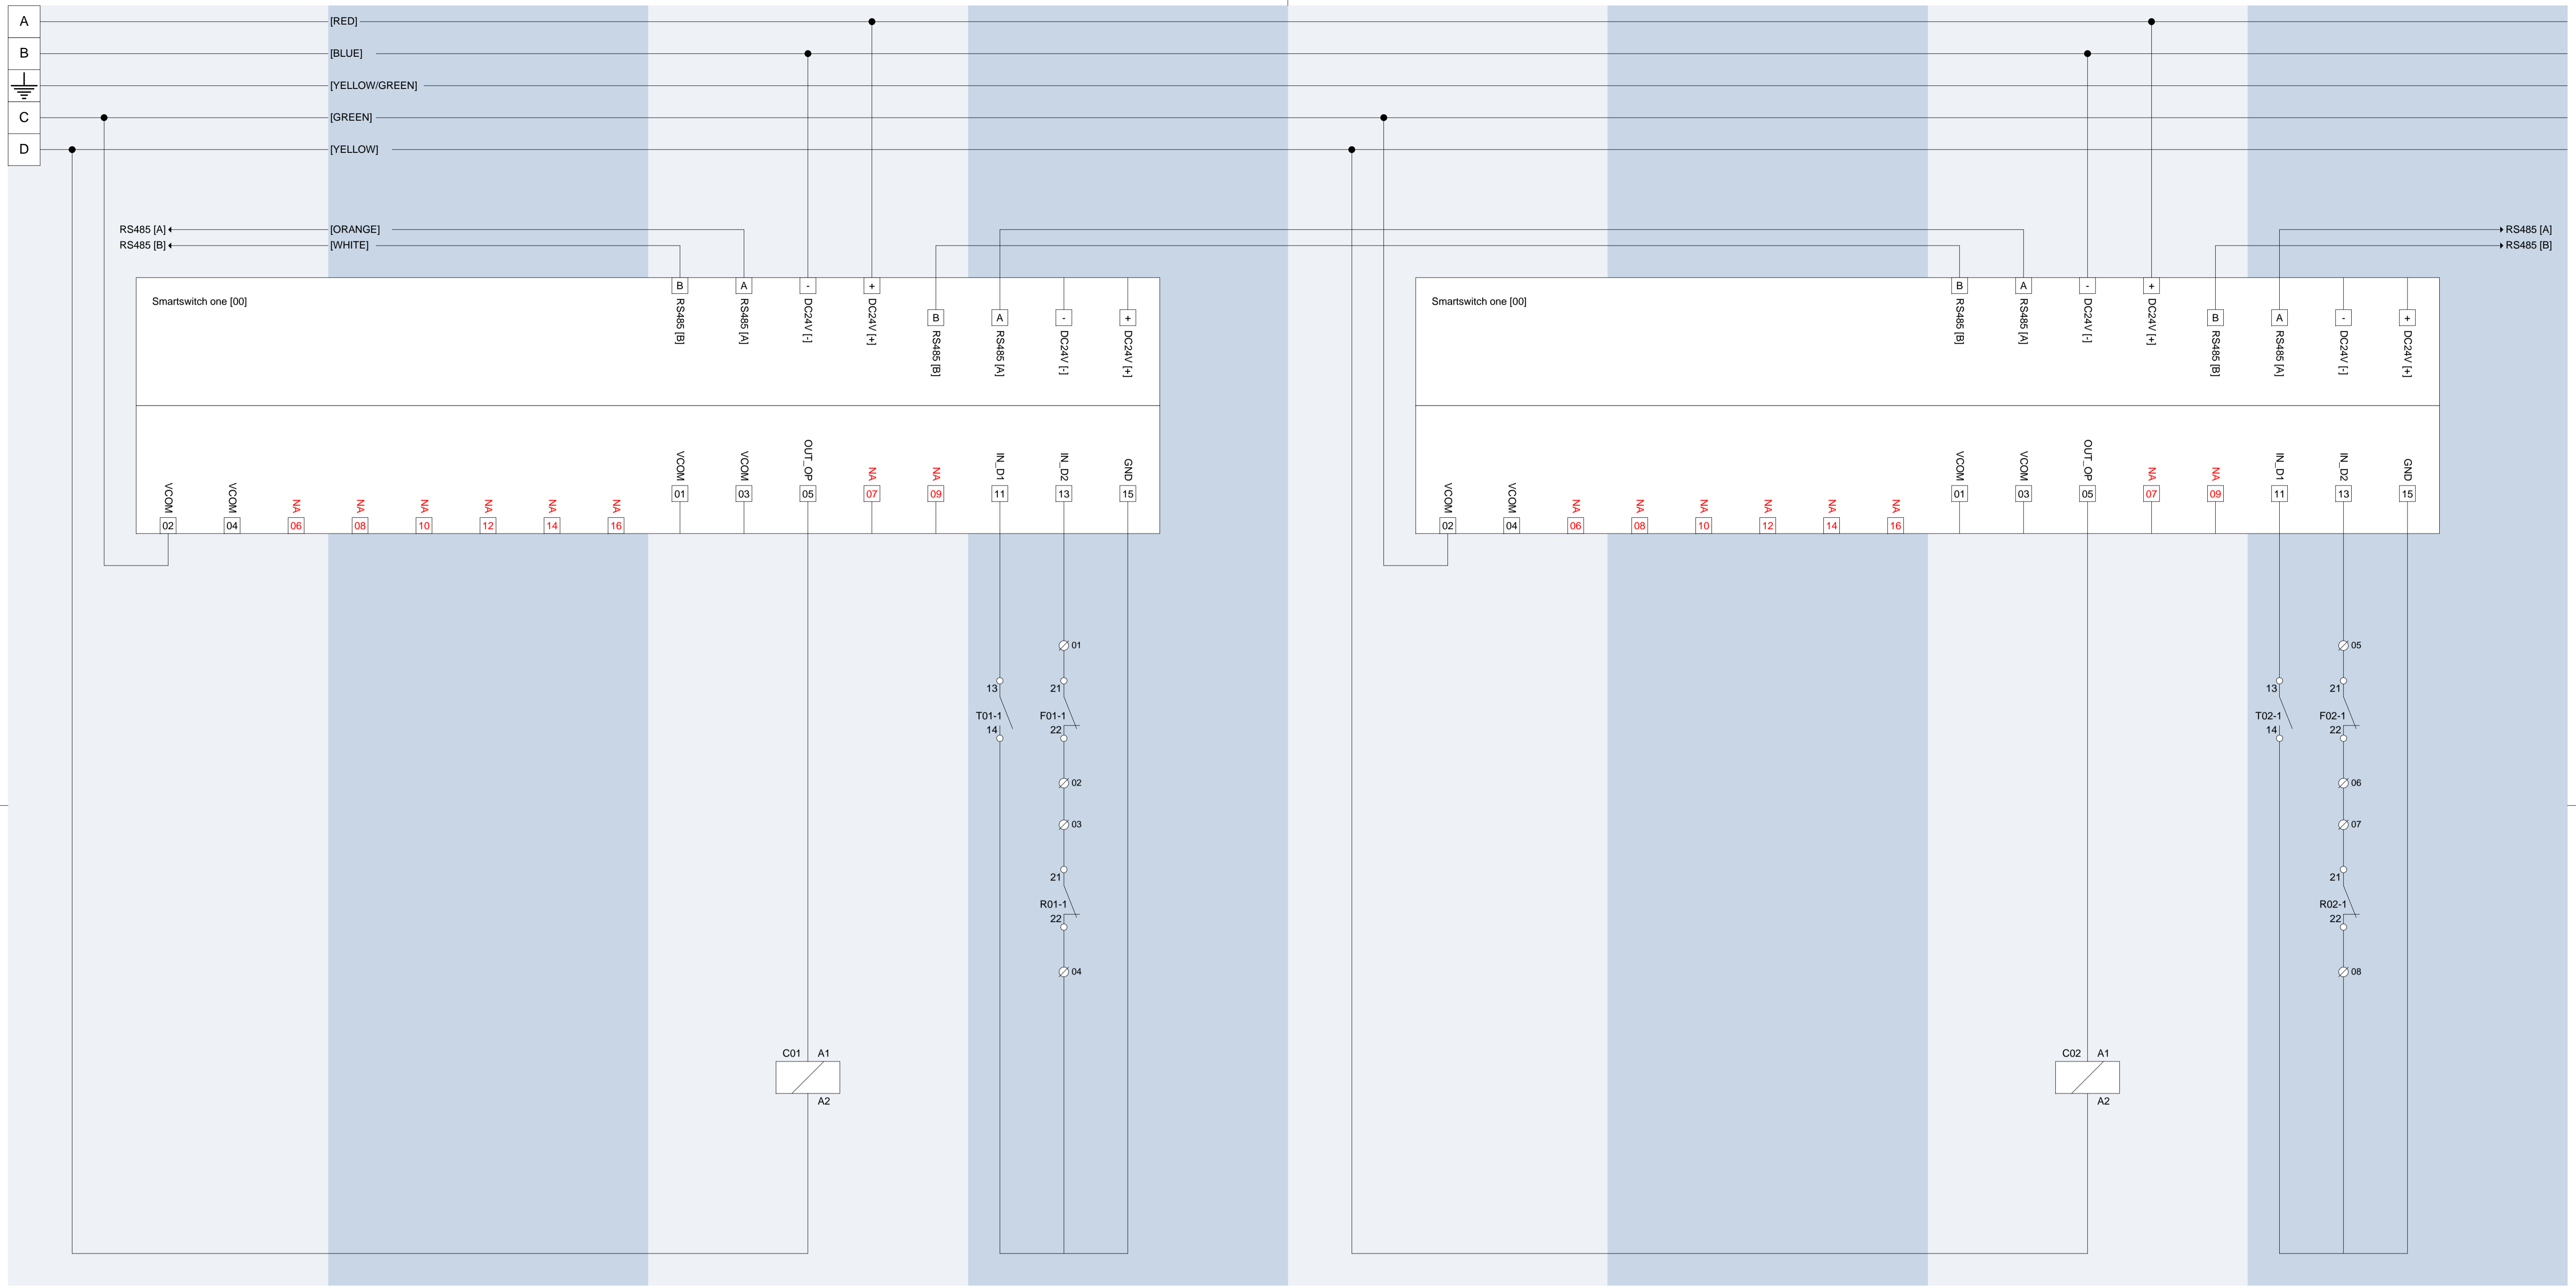 A [RED]
B [BLUE]
[YELLOW/GREEN]
C [GREEN]
D [YELLOW]
RS485 [A] [ORANGE] RS485 [A]
RS485 [B] [WHITE] RS485 [B]
Smartswitch one [00]
B RS485 [B]
A RS485 [A]
- DC24V [-]
+ DC24V [+]
B RS485 [B]
A RS485 [A]
- DC24V [-]
+ DC24V [+]
VCOM 02
VCOM 04
NA 06
NA 08
NA 10
NA 12
NA 14
NA 16
VCOM 01
VCOM 03
OUT_OP 05
NA 07
NA 09
IN_D1 11
IN_D2 13
GND 15
01
13
T01-1
14
21
F01-1
22
02
03
21
R01-1
22
04
C01 A1
A2
Smartswitch one [00]
B RS485 [B]
A RS485 [A]
- DC24V [-]
+ DC24V [+]
B RS485 [B]
A RS485 [A]
- DC24V [-]
+ DC24V [+]
VCOM 02
VCOM 04
NA 06
NA 08
NA 10
NA 12
NA 14
NA 16
VCOM 01
VCOM 03
OUT_OP 05
NA 07
NA 09
IN_D1 11
IN_D2 13
GND 15
05
13
T02-1
14
21
F02-1
22
06
07
21
R02-1
22
08
C02 A1
A2